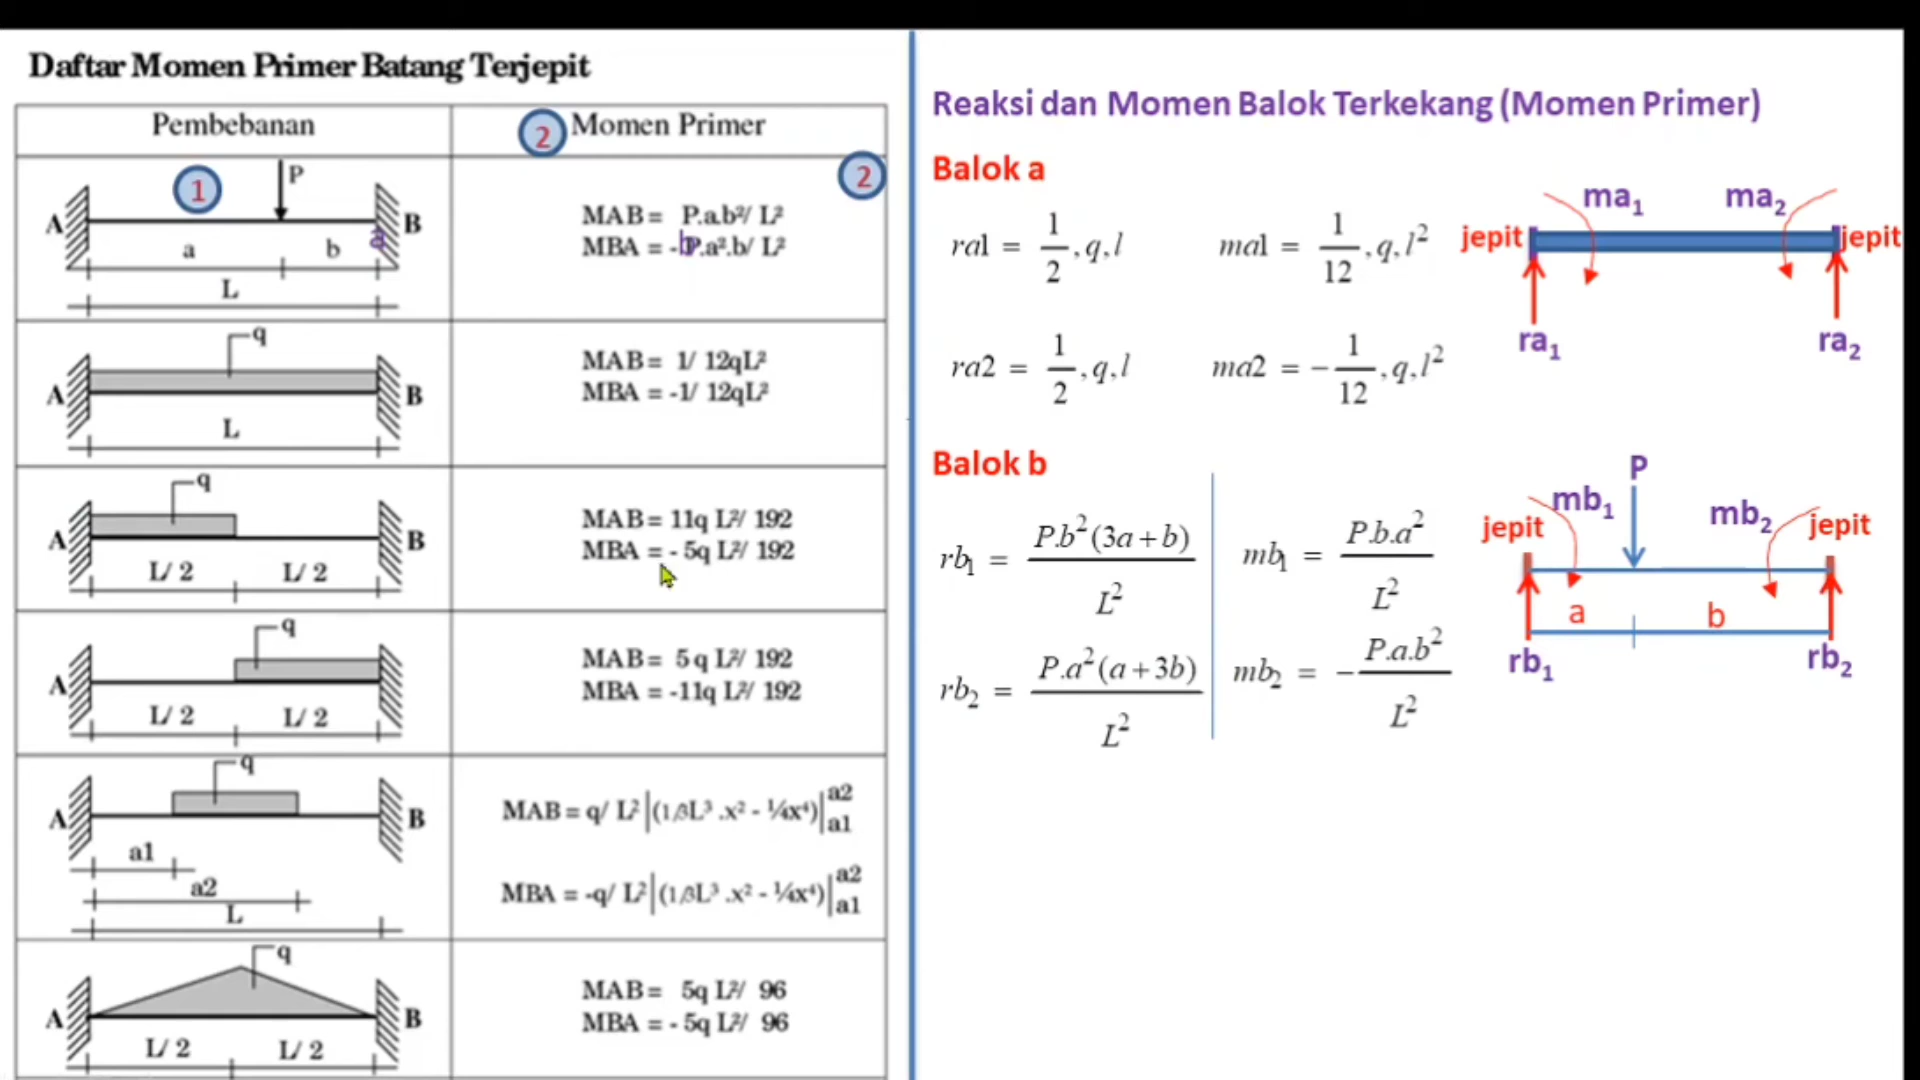 Daftar Momen Primer Batang Terjepit
Pembebanan
2 Momen Primer
1
P
2
A
B
a
b
L
MAB = P.a.b²/ L²
MBA = - P.a².b/ L²
q
A
B
L
MAB = 1/ 12qL²
MBA = -1/ 12qL²
q
A
B
L/ 2 L/ 2
MAB = 11q L²/ 192
MBA = - 5q L²/ 192
q
A
L/ 2 L/ 2
MAB = 5 q L²/ 192
MBA = -11q L²/ 192
q
A
B
a1
a2
L
MAB = q/ L² |(1/3L³ .x² - ¼x⁴)| a2 a1
MBA = -q/ L² |(1/3L³ .x² - ¼x⁴)| a2 a1
q
A
B
L/ 2 L/ 2
MAB = 5q L²/ 96
MBA = - 5q L²/ 96
Reaksi dan Momen Balok Terkekang (Momen Primer)
Balok a
ra1 = 1/2 .q.l
ma1 = 1/12 .q.l²
ra2 = 1/2 .q.l
ma2 = - 1/12 .q.l²
ma₁ ma₂
jepit jepit
ra₁ ra₂
Balok b
rb₁ = P.b²(3a+b) / L²
mb₁ = P.b.a² / L²
rb₂ = P.a²(a+3b) / L²
mb₂ = - P.a.b² / L²
P
mb₁ mb₂
jepit jepit
a b
rb₁ rb₂